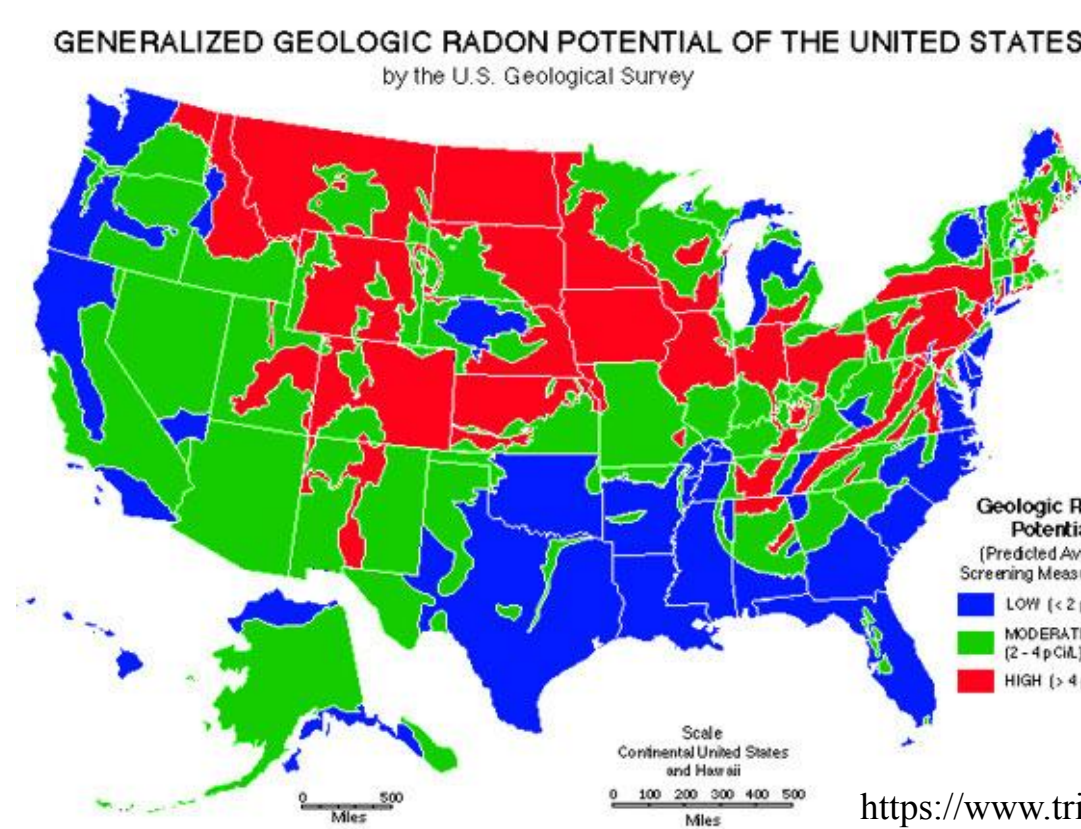 GENERALIZED GEOLOGIC RADON POTENTIAL OF THE UNITED STATES
by the U.S. Geological Survey
Geologic R
Potentia
(Predicted Av
Screening Measu
LOW (< 2 p
MODERAT
(2 - 4 pCi/L)
HIGH (> 4 p
Scale
Continental United States
and Hawaii
0 500
Miles
0 100 200 300 400 500
Miles
https://www.tri